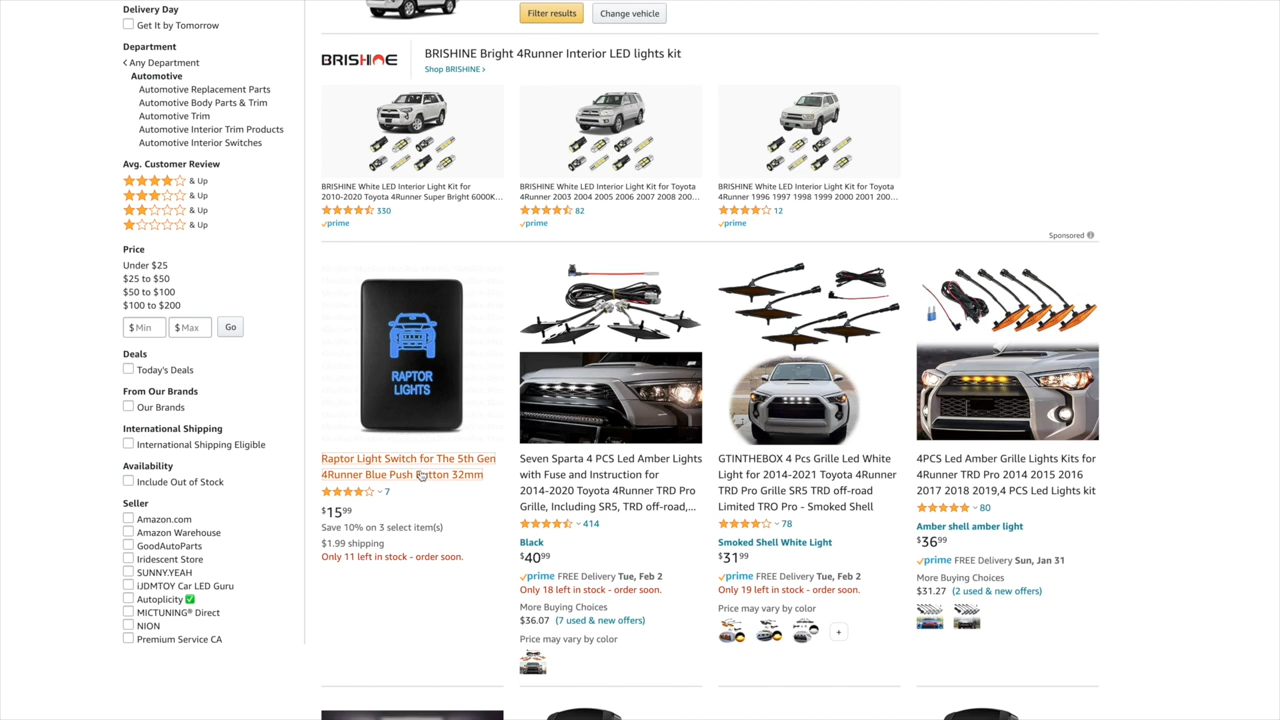 Delivery Day
Get It by Tomorrow
Department
Any Department
Automotive
Automotive Replacement Parts
Automotive Body Parts & Trim
Automotive Trim
Automotive Interior Trim Products
Automotive Interior Switches
Avg. Customer Review
& Up
& Up
& Up
& Up
Price
Under $25
$25 to $50
$50 to $100
$100 to $200
$ Min $ Max Go
Deals
Today's Deals
From Our Brands
Our Brands
International Shipping
International Shipping Eligible
Availability
Include Out of Stock
Seller
Amazon.com
Amazon Warehouse
GoodAutoParts
Iridescent Store
SUNNY.YEAH
iJDMTOY Car LED Guru
Autoplicity
MICTUNING® Direct
NION
Premium Service CA
Filter results Change vehicle
BRISHINE
BRISHINE Bright 4Runner Interior LED lights kit
Shop BRISHINE >
BRISHINE White LED Interior Light Kit for
2010-2020 Toyota 4Runner Super Bright 6000K...
330
prime
BRISHINE White LED Interior Light Kit for Toyota
4Runner 2003 2004 2005 2006 2007 2008 200...
82
prime
BRISHINE White LED Interior Light Kit for Toyota
4Runner 1996 1997 1998 1999 2000 2001 200...
12
prime
Sponsored
RAPTOR
LIGHTS
Raptor Light Switch for The 5th Gen
4Runner Blue Push Button 32mm
7
$15.99
Save 10% on 3 select item(s)
$1.99 shipping
Only 11 left in stock - order soon.
Seven Sparta 4 PCS Led Amber Lights
with Fuse and Instruction for
2014-2020 Toyota 4Runner TRD Pro
Grille, Including SR5, TRD off-road,...
414
Black
$40.99
prime FREE Delivery Tue, Feb 2
Only 18 left in stock - order soon.
More Buying Choices
$36.07 (7 used & new offers)
Price may vary by color
GTINTHEBOX 4 Pcs Grille Led White
Light for 2014-2021 Toyota 4Runner
TRD Pro Grille SR5 TRD off-road
Limited TRO Pro - Smoked Shell
78
Smoked Shell White Light
$31.99
prime FREE Delivery Tue, Feb 2
Only 19 left in stock - order soon.
Price may vary by color
+
4PCS Led Amber Grille Lights Kits for
4Runner TRD Pro 2014 2015 2016
2017 2018 2019,4 PCS Led Lights kit
80
Amber shell amber light
$36.99
prime FREE Delivery Sun, Jan 31
More Buying Choices
$31.27 (2 used & new offers)